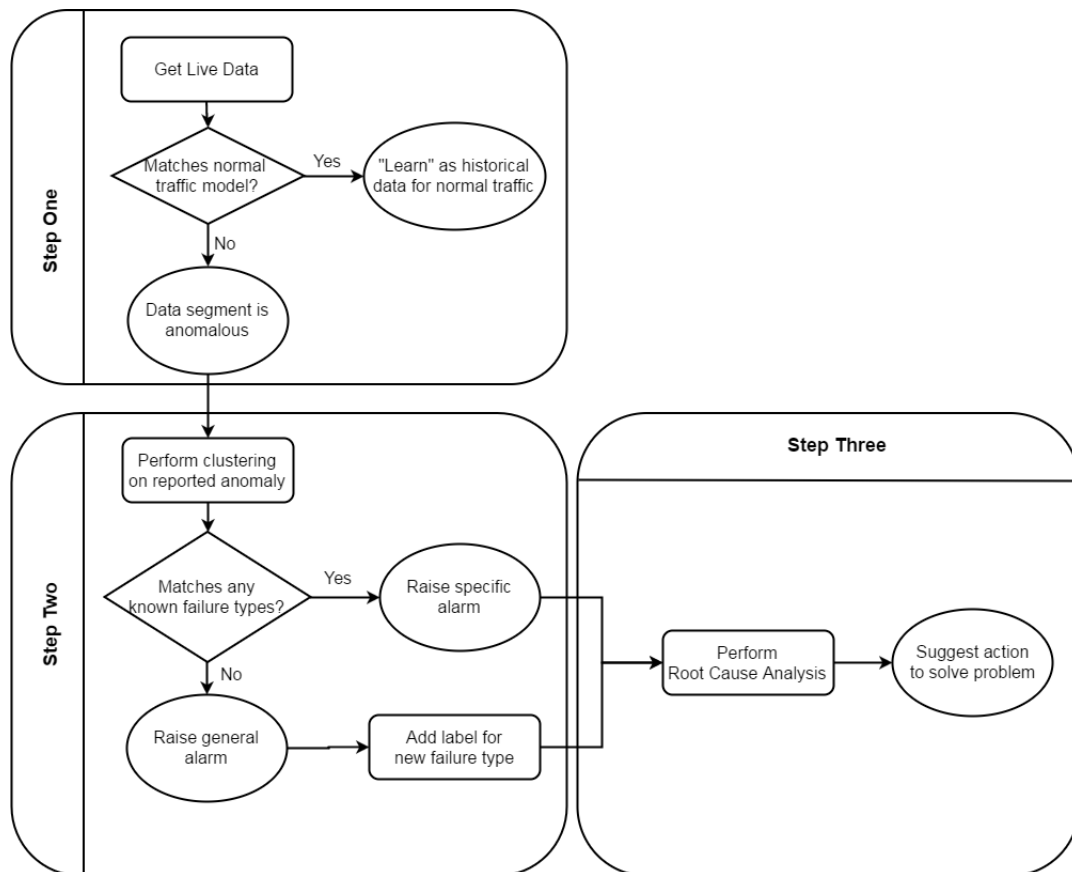 Step One
Get Live Data
Matches normal
traffic model?
Yes
"Learn" as historical
data for normal traffic
No
Data segment is
anomalous
Step Two
Perform clustering
on reported anomaly
Matches any
known failure types?
Yes
Raise specific
alarm
No
Raise general
alarm
Add label for
new failure type
Step Three
Perform
Root Cause Analysis
Suggest action
to solve problem